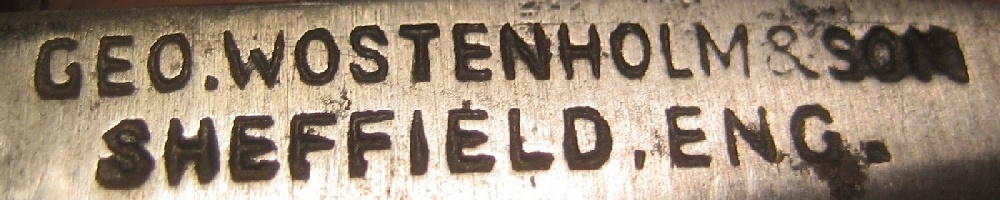 GEO. WOSTENHOLM & SON
SHEFFIELD, ENG.